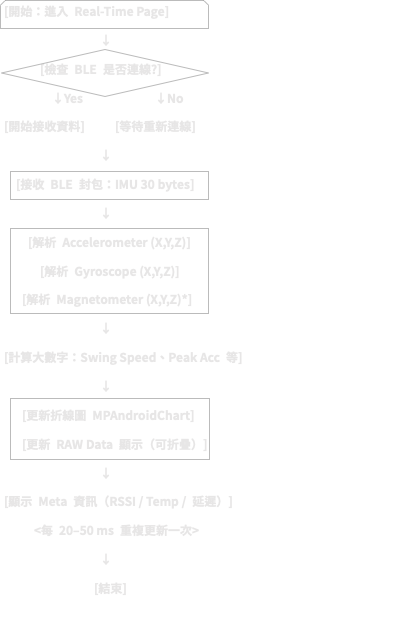 [開始：進入 Real-Time Page]
↓
[檢查 BLE 是否連線?]
↓Yes ↓No
[開始接收資料] [等待重新連線]
↓
[接收 BLE 封包：IMU 30 bytes]
↓
[解析 Accelerometer (X,Y,Z)]
[解析 Gyroscope (X,Y,Z)]
[解析 Magnetometer (X,Y,Z)*]
↓
[計算大數字：Swing Speed、Peak Acc 等]
↓
[更新折線圖 MPAndroidChart]
[更新 RAW Data 顯示（可折疊）]
↓
[顯示 Meta 資訊（RSSI / Temp / 延遲）]
<每 20–50 ms 重複更新一次>
↓
[結束]